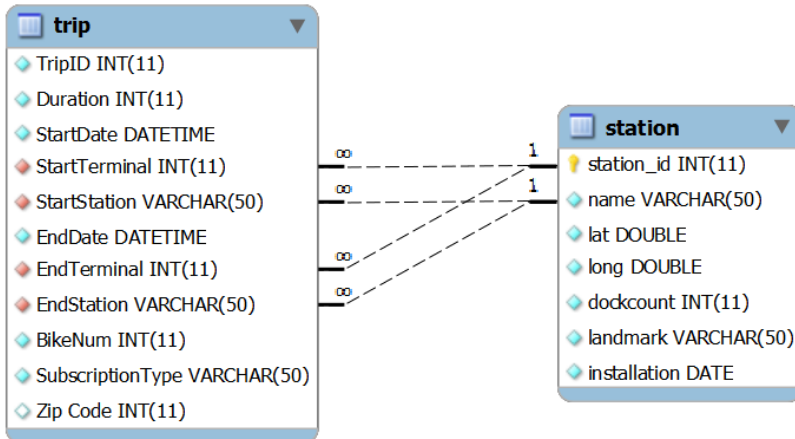 trip
TripID INT(11)
Duration INT(11)
StartDate DATETIME
StartTerminal INT(11)
StartStation VARCHAR(50)
EndDate DATETIME
EndTerminal INT(11)
EndStation VARCHAR(50)
BikeNum INT(11)
SubscriptionType VARCHAR(50)
Zip Code INT(11)
∞
∞
∞
∞
1
1
station
station_id INT(11)
name VARCHAR(50)
lat DOUBLE
long DOUBLE
dockcount INT(11)
landmark VARCHAR(50)
installation DATE